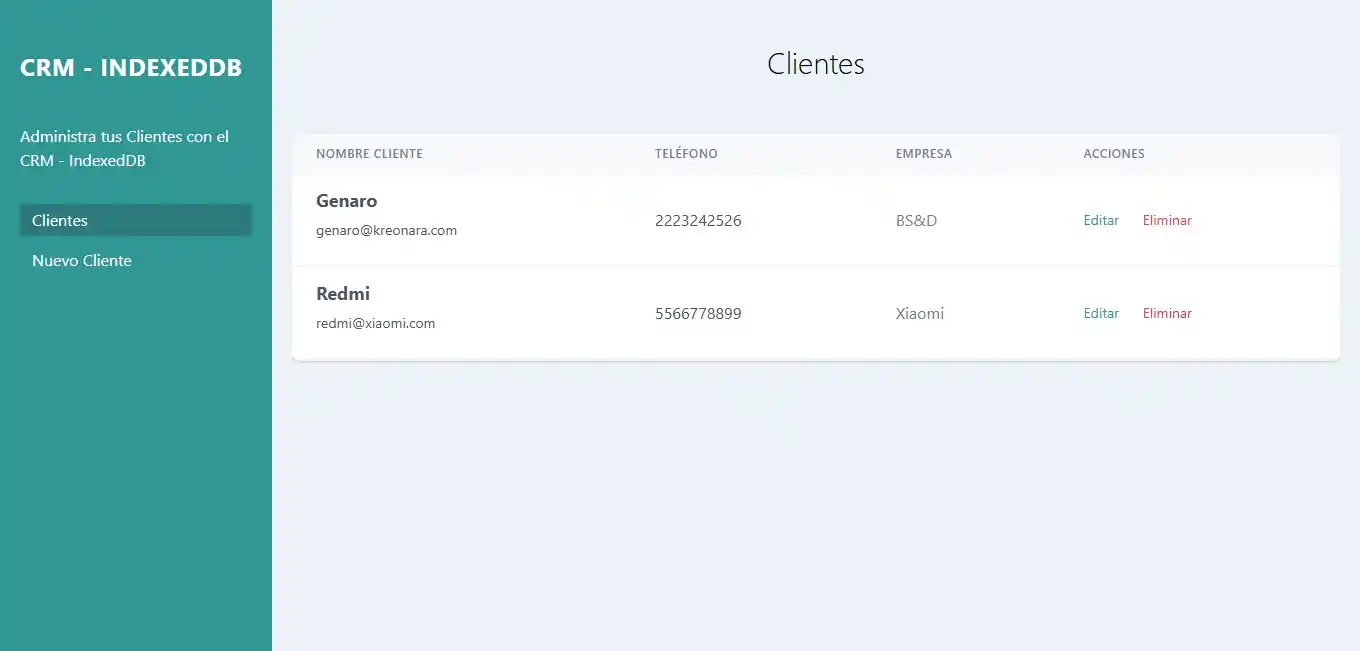 CRM - INDEXEDDB
Administra tus Clientes con el
CRM - IndexedDB
Clientes
Nuevo Cliente
Clientes
NOMBRE CLIENTE TELÉFONO EMPRESA ACCIONES
Genaro
genaro@kreonara.com
2223242526 BS&D Editar Eliminar
Redmi
redmi@xiaomi.com
5566778899 Xiaomi Editar Eliminar